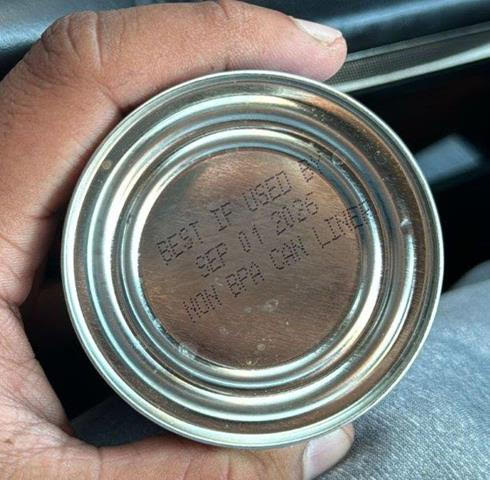 BEST IF USED BY
SEP 01 2026
NON BPA CAN LINER